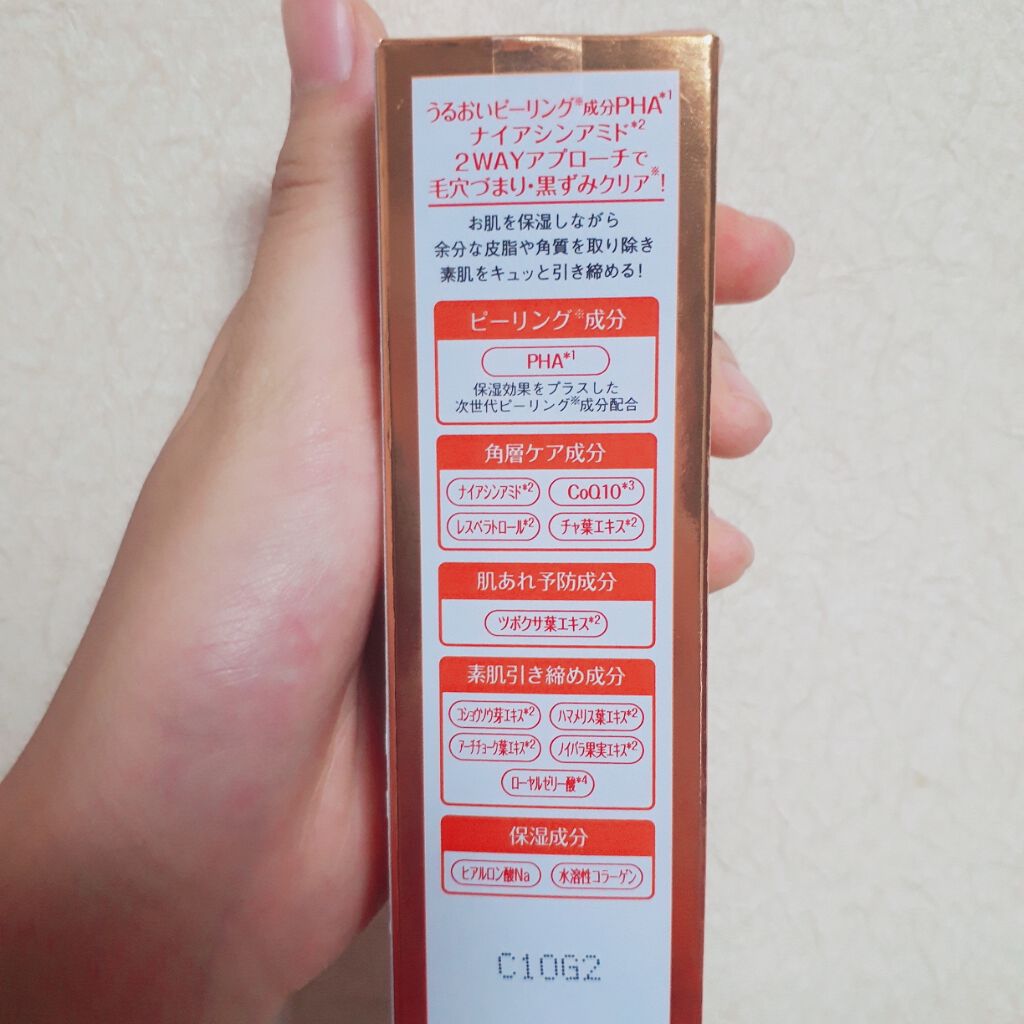 うるおいピーリング※成分PHA*1
ナイアシンアミド*2
2WAYアプローチで
毛穴づまり・黒ずみクリア※!
お肌を保湿しながら
余分な皮脂や角質を取り除き
素肌をキュッと引き締める!
ピーリング※成分
PHA*1
保湿効果をプラスした
次世代ピーリング※成分配合
角層ケア成分
ナイアシンアミド*2 CoQ10*3
レスベラトロール*2 チャ葉エキス*2
肌あれ予防成分
ツボクサ葉エキス*2
素肌引き締め成分
コショウソウ芽エキス*2 ハマメリス葉エキス*2
アーチチョーク葉エキス*2 ノイバラ果実エキス*2
ローヤルゼリー酸*4
保湿成分
ヒアルロン酸Na 水溶性コラーゲン
C10G2